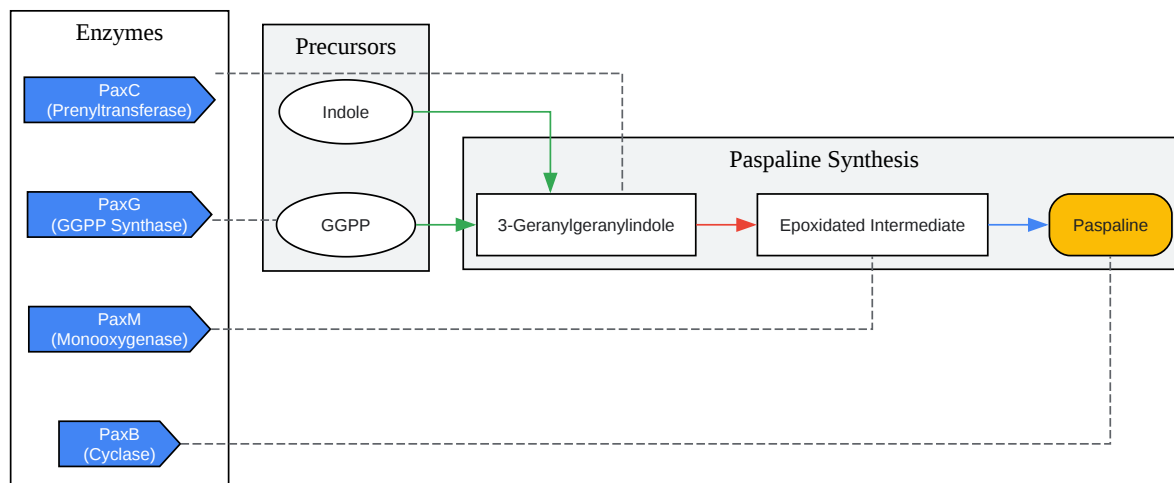 Enzymes
PaxC
(Prenyltransferase)
PaxG
(GGPP Synthase)
PaxM
(Monooxygenase)
PaxB
(Cyclase)
Precursors
Indole
GGPP
Paspaline Synthesis
3-Geranylgeranylindole
Epoxidated Intermediate
Paspaline